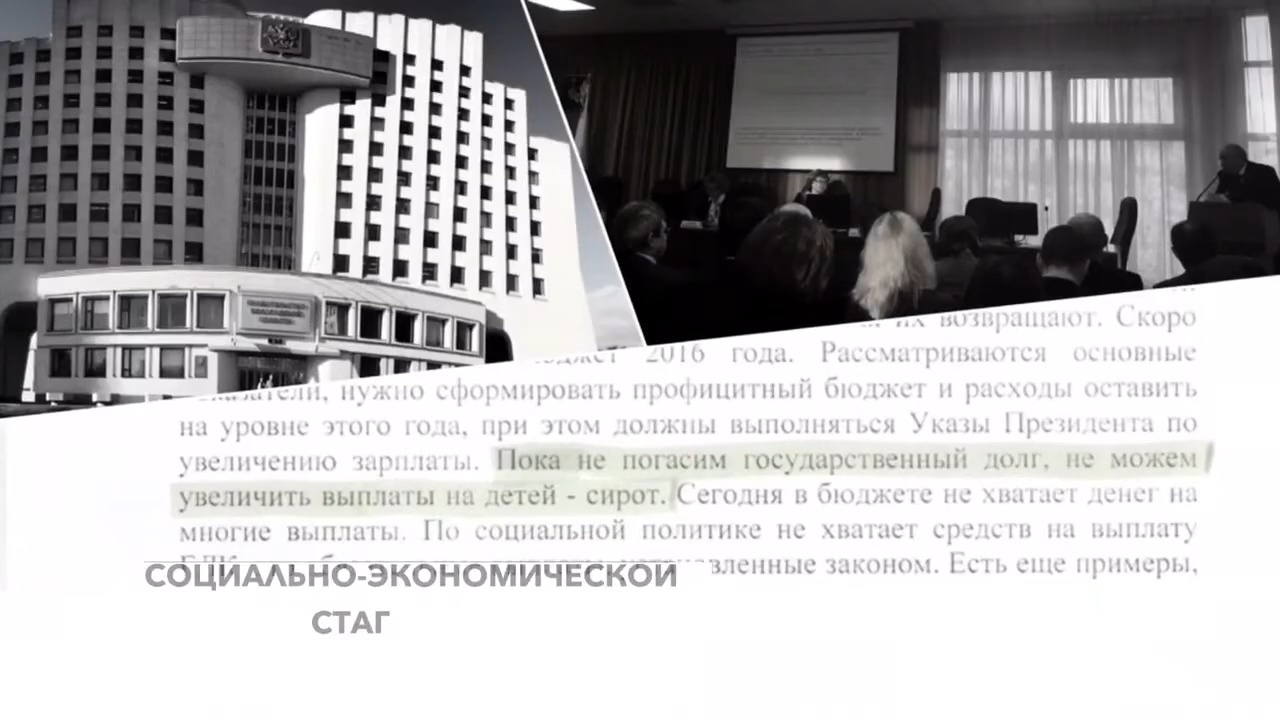 их возвращают. Скоро
2016 года. Рассматриваются основные
нужно сформировать профицитный бюджет и расходы оставить
на уровне этого года, при этом должны выполняться Указы Президента по
увеличению зарплаты. Пока не погасим государственный долг, не можем
увеличить выплаты на детей - сирот. Сегодня в бюджете не хватает денег на
многие выплаты. По социальной политике не хватает средств на выплату
законом. Есть еще примеры,
СОЦИАЛЬНО-ЭКОНОМИЧЕСКОЙ
СТАГ